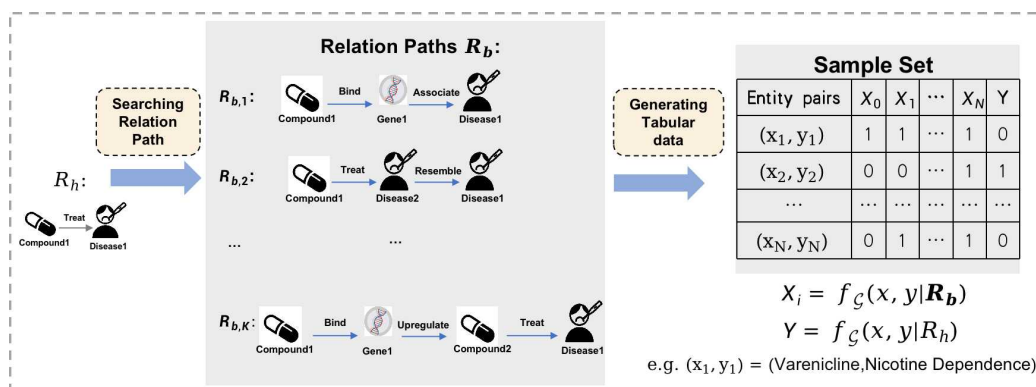 Relation Paths R_b:
Searching
Relation
Path
R_h:
Treat
Compound1
Disease1
R_{b,1}:
Bind
Associate
Compound1
Gene1
Disease1
R_{b,2}:
Treat
Resemble
Compound1
Disease2
Disease1
...
...
R_{b,K}:
Bind
Upregulate
Treat
Compound1
Gene1
Compound2
Disease1
Generating
Tabular
data
Sample Set
Entity pairs X_0 X_1 ... X_N Y
(x_1, y_1) 1 1 ... 1 0
(x_2, y_2) 0 0 ... 1 1
... ... ... ... ... ...
(x_N, y_N) 0 1 ... 1 0
X_i = f_𝒢(x, y|R_b)
Y = f_𝒢(x, y|R_h)
e.g. (x_1, y_1) = (Varenicline,Nicotine Dependence)